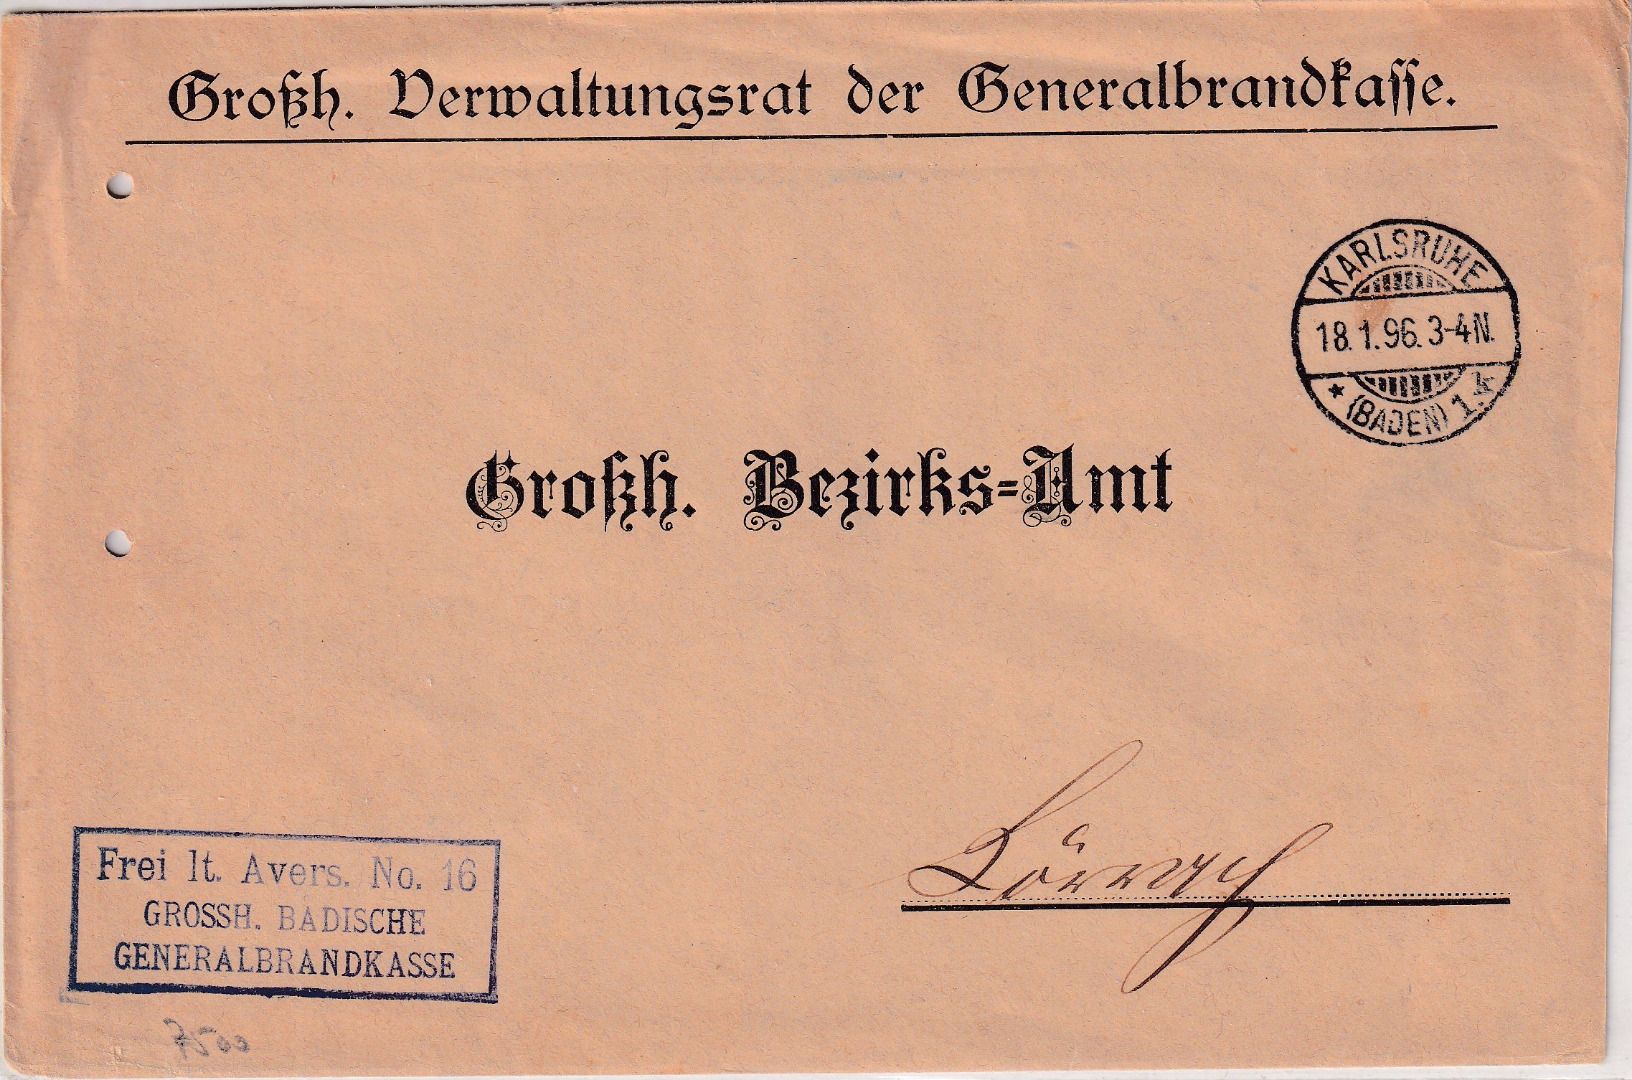 Großh. Verwaltungsrat der Generalbrandkasse.
KARLSRUHE
18.1.96. 3-4N.
* (BADEN) 1.k
Großh. Bezirks=Amt
Lörrach
Frei lt. Avers. No. 16
GROSSH. BADISCHE
GENERALBRANDKASSE
7500